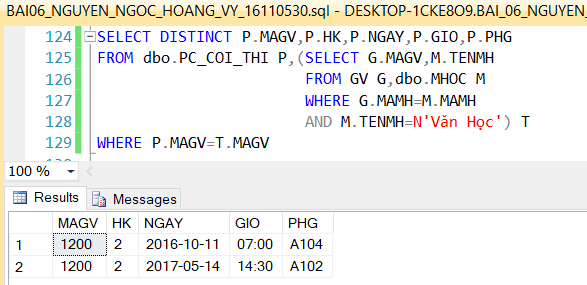 BAI06_NGUYEN_NGOC_HOANG_VY_16110530.sql - DESKTOP-1CKE8O9.BAI_06_NGUYEN_
124 SELECT DISTINCT P.MAGV,P.HK,P.NGAY,P.GIO,P.PHG
125 FROM dbo.PC_COI_THI P,(SELECT G.MAGV,M.TENMH
126 FROM GV G,dbo.MHOC M
127 WHERE G.MAMH=M.MAMH
128 AND M.TENMH=N'Văn Học') T
129 WHERE P.MAGV=T.MAGV
100 %
Results Messages
MAGV HK NGAY GIO PHG
1 1200 2 2016-10-11 07:00 A104
2 1200 2 2017-05-14 14:30 A102